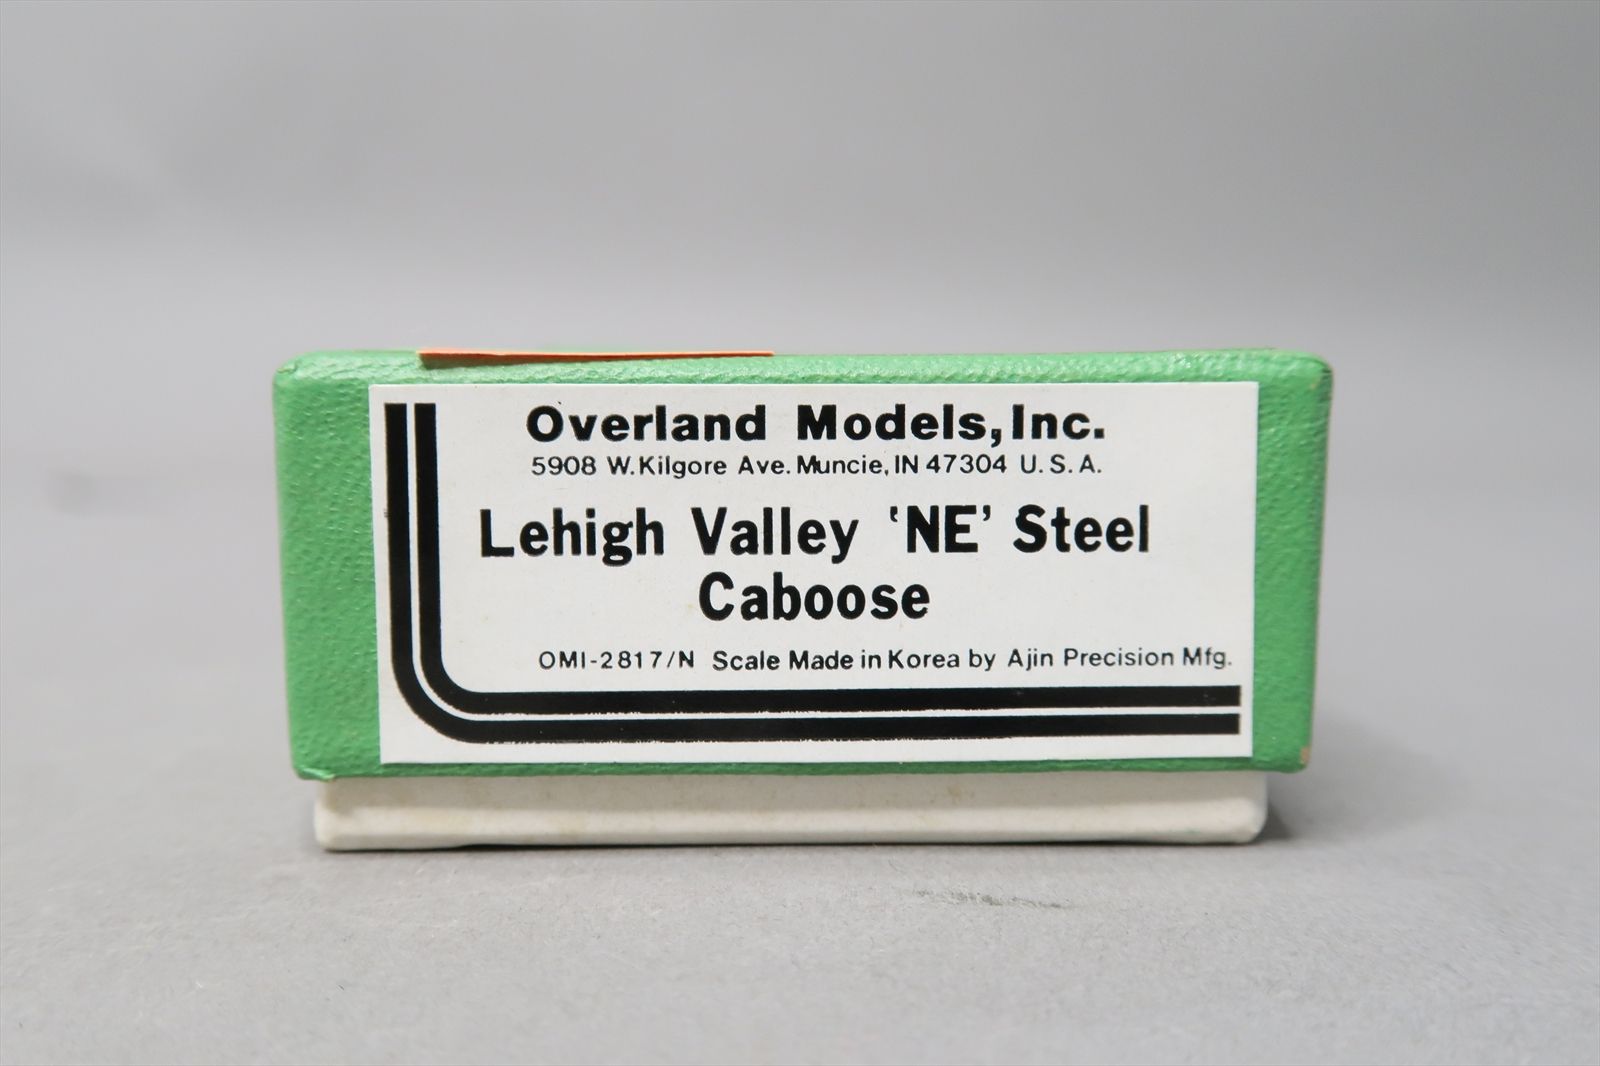 Overland Models, Inc.
5908 W. Kilgore Ave. Muncie, IN 47304 U. S. A.
Lehigh Valley 'NE' Steel
Caboose
OMI-2817/N Scale Made in Korea by Ajin Precision Mfg.